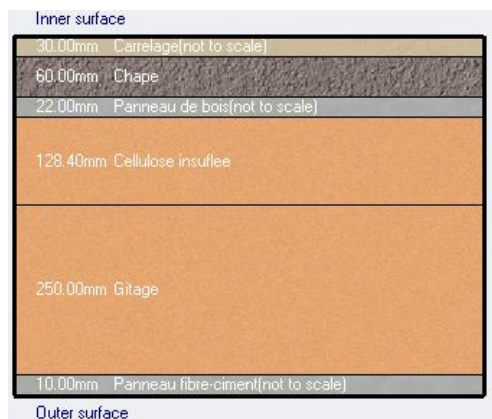 Inner surface
30.00mm Carrelage(not to scale)
60.00mm Chape
22.00mm Panneau de bois(not to scale)
128.40mm Cellulose insuflee
250.00mm Gitage
10.00mm Panneau fibre-ciment(not to scale)
Outer surface